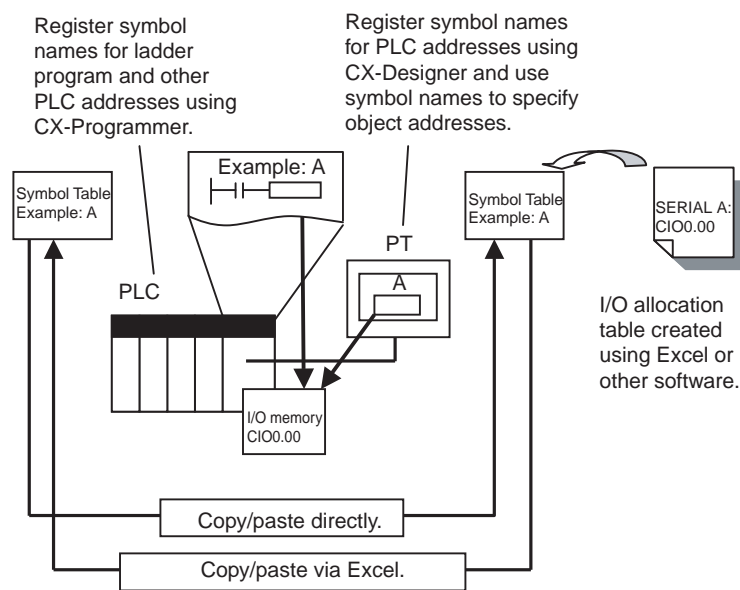 Register symbol
names for ladder
program and other
PLC addresses using
CX-Programmer.
Register symbol names
for PLC addresses using
CX-Designer and use
symbol names to specify
object addresses.
Example: A
Symbol Table
Example: A
Symbol Table
Example: A
SERIAL A:
CIO0.00
PT
A
PLC
I/O allocation
table created
using Excel or
other software.
I/O memory
CIO0.00
Copy/paste directly.
Copy/paste via Excel.